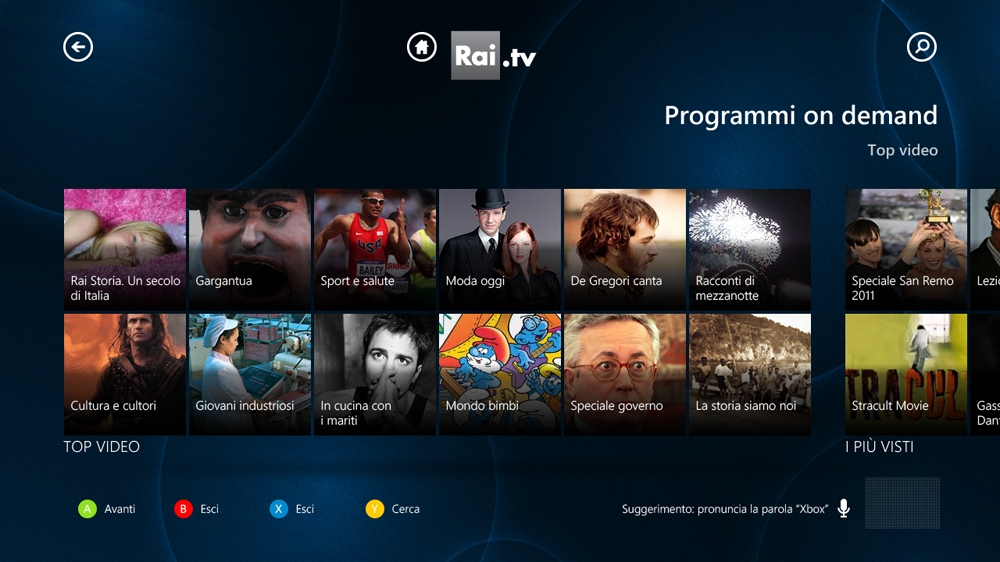 Rai.tv
Programmi on demand
Top video
Rai Storia. Un secolo
di Italia
Gargantua
Sport e salute
Moda oggi
De Gregori canta
Racconti di
mezzanotte
Speciale San Remo
2011
Lezio
USA
BAILEY
Cultura e cultori
Giovani industriosi
In cucina con
i mariti
Mondo bimbi
Speciale governo
La storia siamo noi
Stracult Movie
Gass
Dant
TRACUL
TOP VIDEO
I PIÙ VISTI
A Avanti
B Esci
X Esci
Y Cerca
Suggerimento: pronuncia la parola “Xbox”